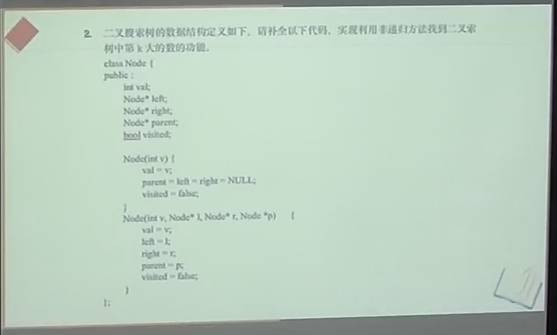 2. 二叉搜索树的数据结构定义如下，请补全以下代码，实现利用非递归方法找到二叉索
树中第 k 大的数的功能。
class Node {
public :
int val;
Node* left;
Node* right;
Node* parent;
bool visited;
Node(int v) {
val = v;
parent = left = right = NULL;
visited = false;
}
Node(int v, Node* l, Node* r, Node *p) {
val = v;
left = l;
right = r;
parent = p;
visited = false;
}
};